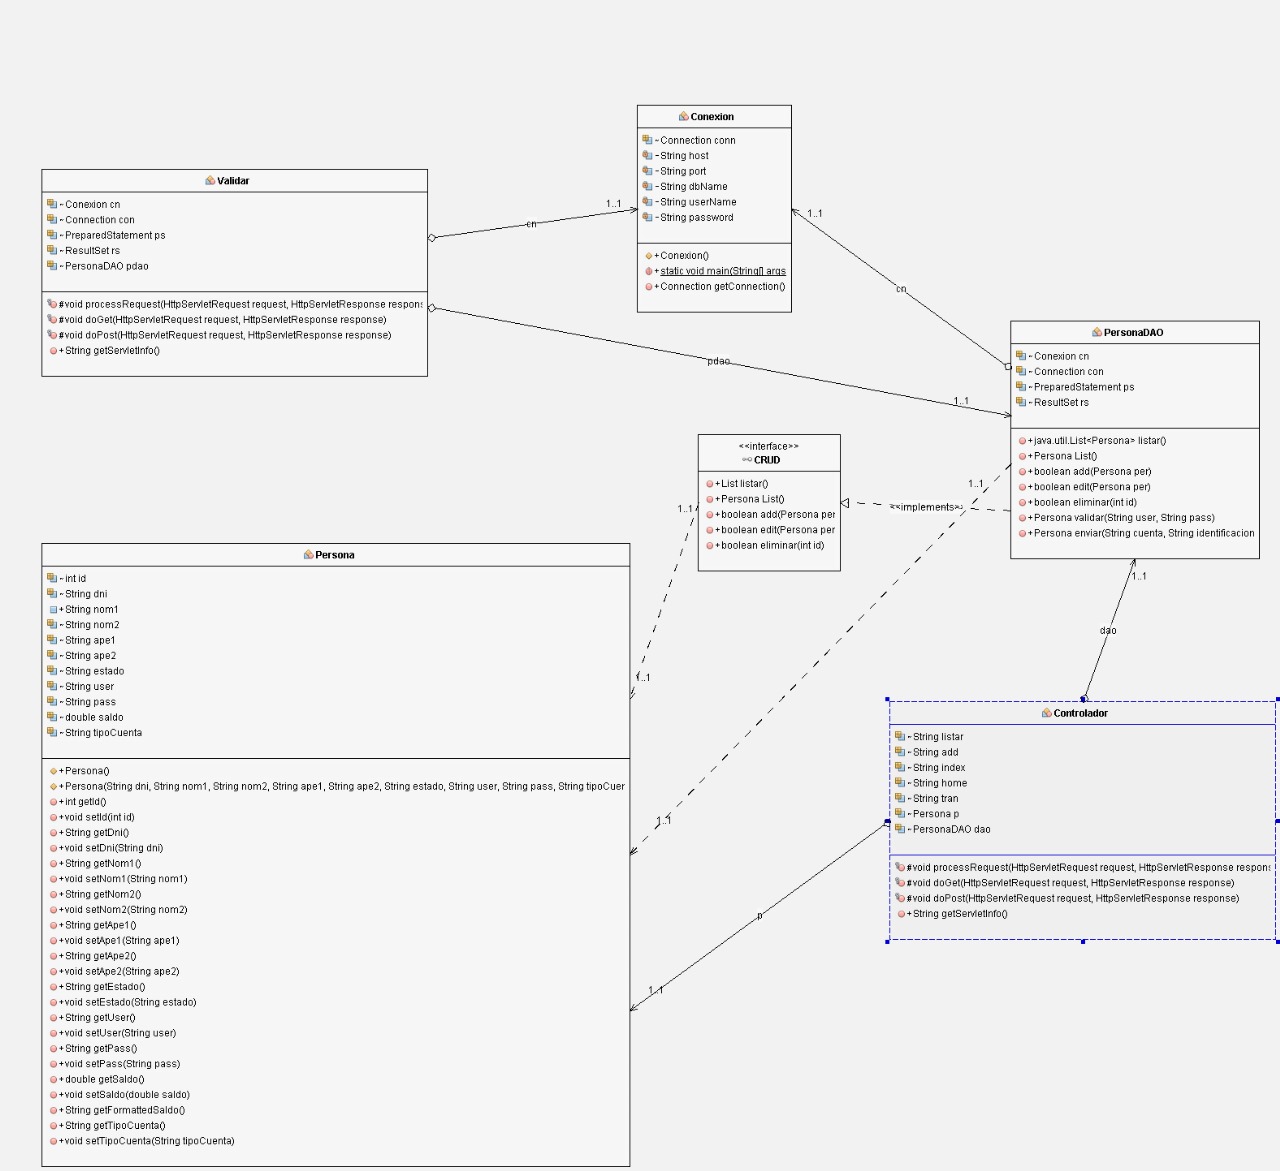 Conexion
-Connection conn
-String host
-String port
-String dbName
-String userName
-String password
+Conexion()
+static void main(String[] args
+Connection getConnection()
Validar
~Conexion cn
~Connection con
~PreparedStatement ps
~ResultSet rs
~PersonaDAO pdao
#void processRequest(HttpServletRequest request, HttpServletResponse respons
#void doGet(HttpServletRequest request, HttpServletResponse response)
#void doPost(HttpServletRequest request, HttpServletResponse response)
+String getServletInfo()
1..1
cn
1..1
cn
pdao
1..1
PersonaDAO
~Conexion cn
~Connection con
~PreparedStatement ps
~ResultSet rs
+java.util.List<Persona> listar()
+Persona List()
+boolean add(Persona per)
+boolean edit(Persona per)
+boolean eliminar(int id)
+Persona validar(String user, String pass)
+Persona enviar(String cuenta, String identificacion
<<interface>>
CRUD
+List listar()
+Persona List()
+boolean add(Persona per
+boolean edit(Persona per
+boolean eliminar(int id)
1..1
1..1
<<implements>>
1..1
dao
1..1
1..1
1..1
p
1..1
Persona
~int id
~String dni
+String nom1
~String nom2
~String ape1
~String ape2
~String estado
~String user
~String pass
~double saldo
~String tipoCuenta
+Persona()
+Persona(String dni, String nom1, String nom2, String ape1, String ape2, String estado, String user, String pass, String tipoCuer
+int getId()
+void setId(int id)
+String getDni()
+void setDni(String dni)
+String getNom1()
+void setNom1(String nom1)
+String getNom2()
+void setNom2(String nom2)
+String getApe1()
+void setApe1(String ape1)
+String getApe2()
+void setApe2(String ape2)
+String getEstado()
+void setEstado(String estado)
+String getUser()
+void setUser(String user)
+String getPass()
+void setPass(String pass)
+double getSaldo()
+void setSaldo(double saldo)
+String getFormattedSaldo()
+String getTipoCuenta()
+void setTipoCuenta(String tipoCuenta)
Controlador
~String listar
~String add
~String index
~String home
~String tran
~Persona p
~PersonaDAO dao
#void processRequest(HttpServletRequest request, HttpServletResponse respons
#void doGet(HttpServletRequest request, HttpServletResponse response)
#void doPost(HttpServletRequest request, HttpServletResponse response)
+String getServletInfo()